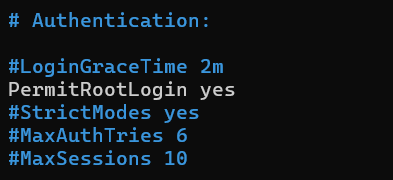 # Authentication:
#LoginGraceTime 2m
PermitRootLogin yes
#StrictModes yes
#MaxAuthTries 6
#MaxSessions 10